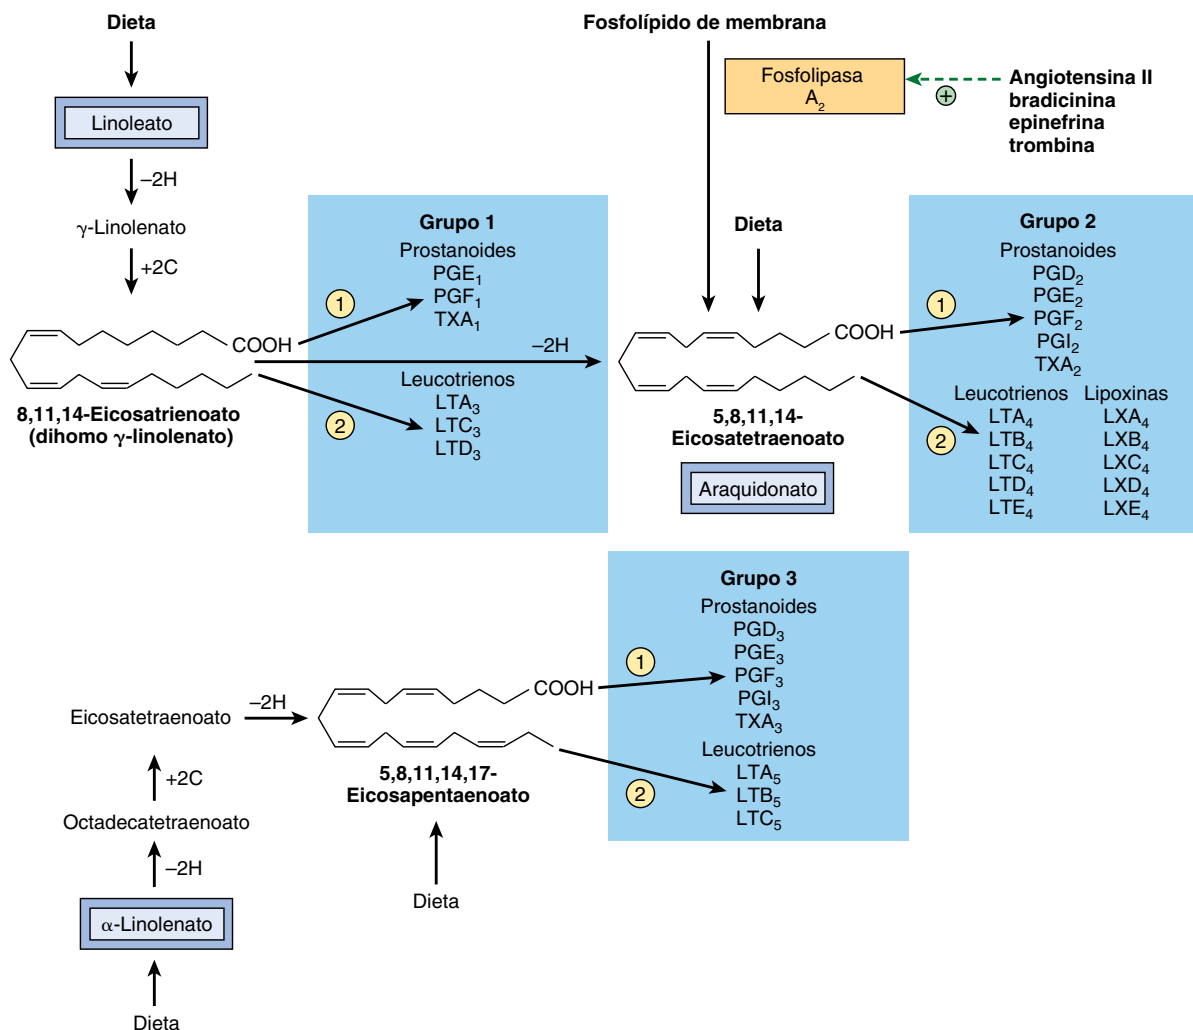 Dieta
Linoleato
–2H
γ-Linolenato
+2C
COOH
8,11,14-Eicosatrienoato
(dihomo γ-linolenato)
Grupo 1
Prostanoides
PGE1
PGF1
TXA1
1
–2H
Leucotrienos
LTA3
LTC3
LTD3
2
Fosfolípido de membrana
Fosfolipasa
A2
+
Angiotensina II
bradicinina
epinefrina
trombina
Dieta
COOH
5,8,11,14-
Eicosatetraenoato
Araquidonato
Grupo 2
Prostanoides
PGD2
PGE2
PGF2
PGI2
TXA2
1
Leucotrienos
LTA4
LTB4
LTC4
LTD4
LTE4
Lipoxinas
LXA4
LXB4
LXC4
LXD4
LXE4
2
Grupo 3
Prostanoides
PGD3
PGE3
PGF3
PGI3
TXA3
1
Leucotrienos
LTA5
LTB5
LTC5
2
COOH
5,8,11,14,17-
Eicosapentaenoato
Dieta
Eicosatetraenoato
–2H
+2C
Octadecatetraenoato
–2H
α-Linolenato
Dieta